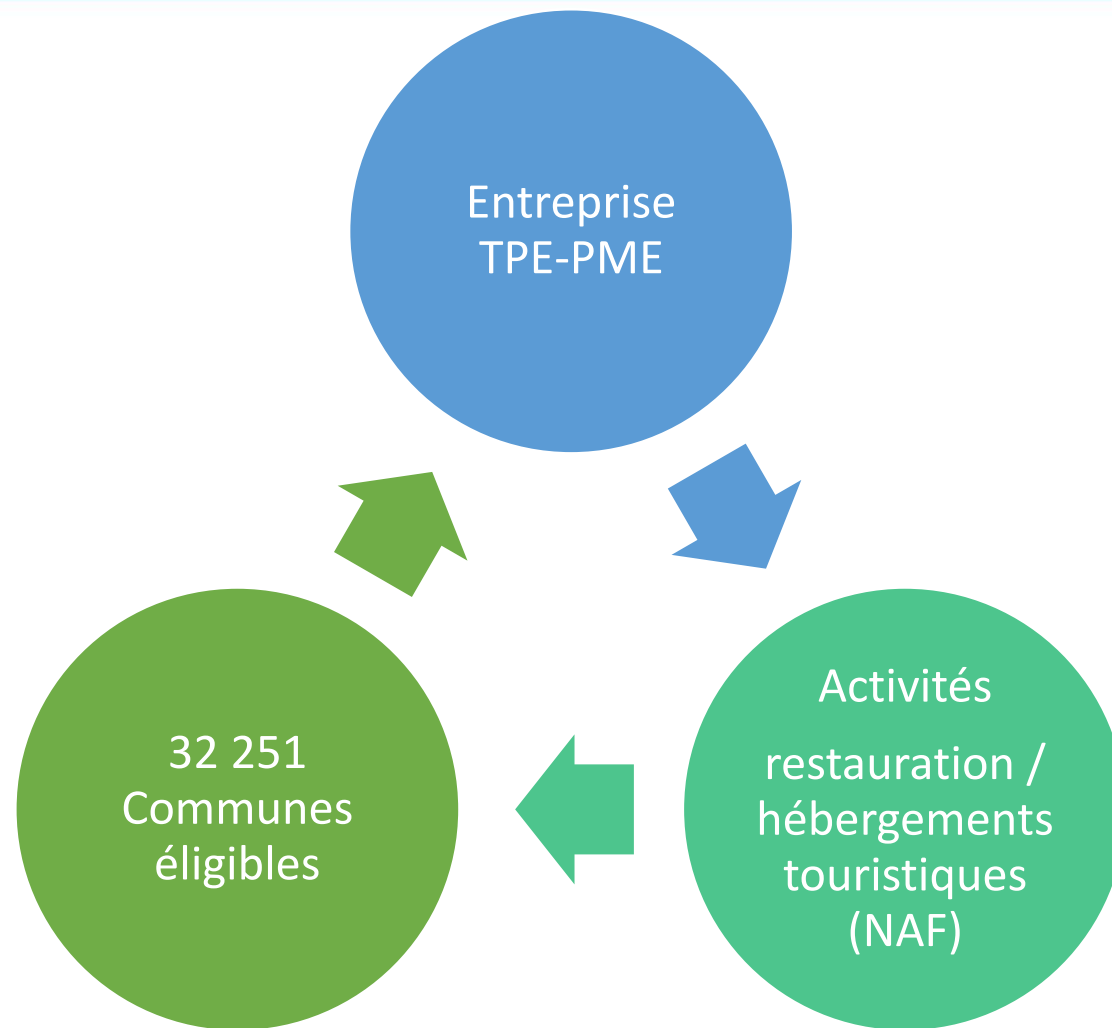 Entreprise
TPE-PME
Activités
restauration /
hébergements
touristiques
(NAF)
32 251
Communes
éligibles